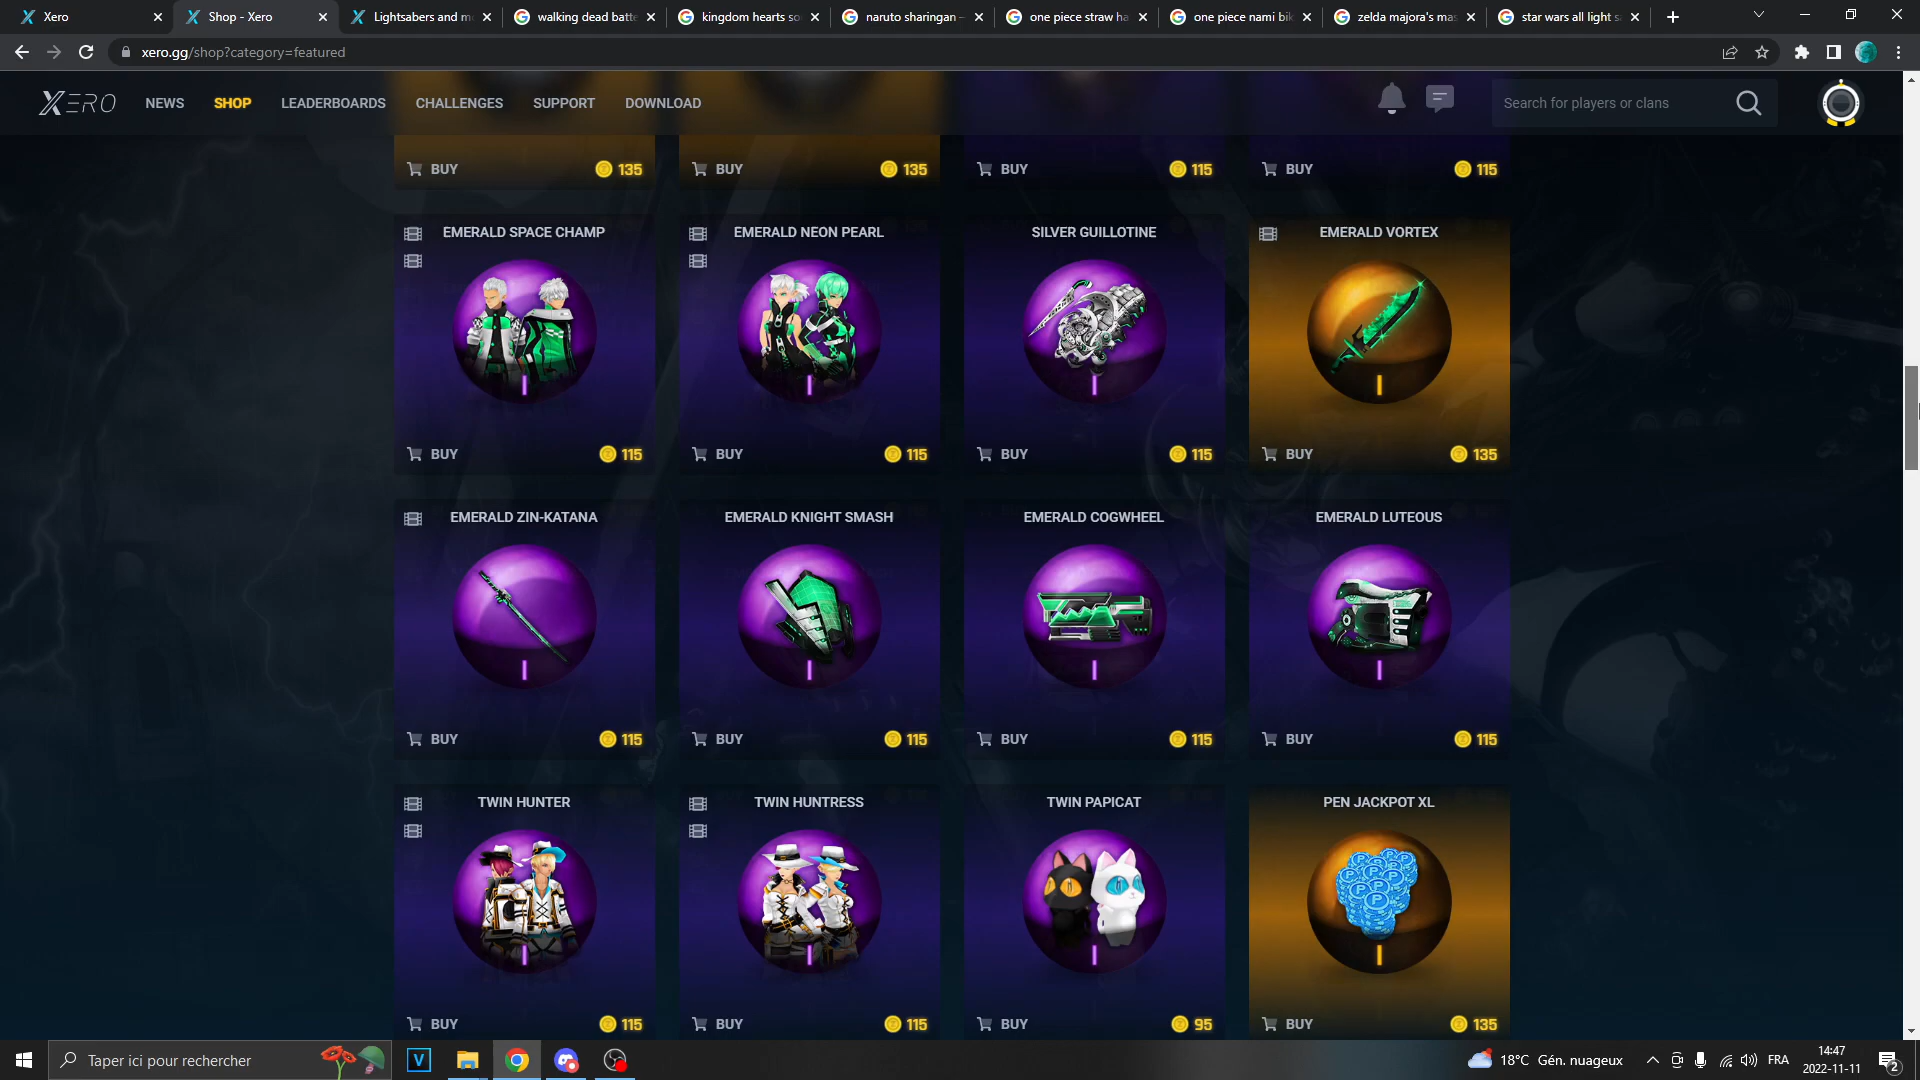 Xero
Shop - Xero
Lightsabers and m
walking dead batt
kingdom hearts so
naruto sharingan –
one piece straw ha
one piece nami bik
zelda majora's mas
star wars all light s
xero.gg/shop?category=featured
XERO
NEWS
SHOP
LEADERBOARDS
CHALLENGES
SUPPORT
DOWNLOAD
Search for players or clans
BUY 135
BUY 135
BUY 115
BUY 115
EMERALD SPACE CHAMP
EMERALD NEON PEARL
SILVER GUILLOTINE
EMERALD VORTEX
BUY 115
BUY 115
BUY 115
BUY 135
EMERALD ZIN-KATANA
EMERALD KNIGHT SMASH
EMERALD COGWHEEL
EMERALD LUTEOUS
BUY 115
BUY 115
BUY 115
BUY 115
TWIN HUNTER
TWIN HUNTRESS
TWIN PAPICAT
PEN JACKPOT XL
BUY 115
BUY 115
BUY 95
BUY 135
Taper ici pour rechercher
18°C Gén. nuageux
FRA
14:47
2022-11-11
2